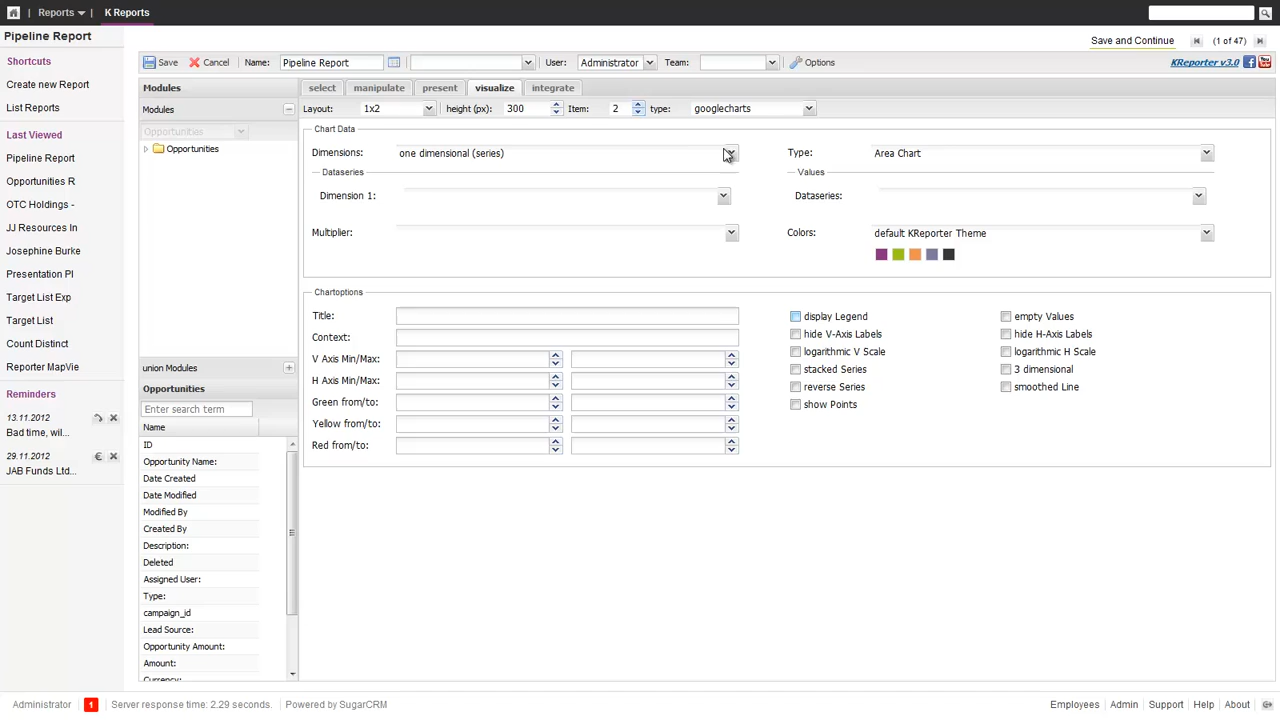 Reports K Reports
Pipeline Report Save and Continue (1 of 47)
Shortcuts Save Cancel Name: Pipeline Report User: Administrator Team: Options KReporter v3.0
Create new Report Modules select manipulate present visualize integrate
List Reports Modules Layout: 1x2 height (px): 300 Item: 2 type: googlecharts
Last Viewed Opportunities Chart Data
Pipeline Report Opportunities Dimensions: one dimensional (series) Type: Area Chart
Dataseries Values
Opportunities R Dimension 1: Dataseries:
OTC Holdings -
JJ Resources In Multiplier: Colors: default KReporter Theme
Josephine Burke
Presentation Pl
Target List Exp Chartoptions
Target List Title: display Legend empty Values
Count Distinct Context: hide V-Axis Labels hide H-Axis Labels
Reporter MapVie union Modules V Axis Min/Max: logarithmic V Scale logarithmic H Scale
Reminders Opportunities H Axis Min/Max: stacked Series 3 dimensional
reverse Series smoothed Line
13.11.2012 Enter search term Green from/to: show Points
Bad time, wil... Name Yellow from/to:
29.11.2012 ID Red from/to:
JAB Funds Ltd... Opportunity Name:
Date Created
Date Modified
Modified By
Created By
Description:
Deleted
Assigned User:
Type:
campaign_id
Lead Source:
Opportunity Amount:
Amount:
Currency:
Administrator 1 Server response time: 2.29 seconds. Powered by SugarCRM Employees Admin Support Help About